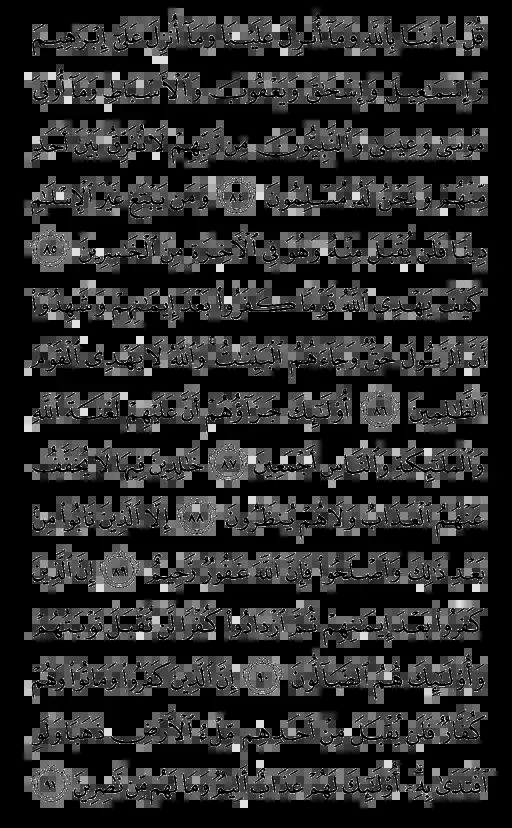 قُلْ ءَامَنَّا بِٱللَّهِ وَمَآ أُنزِلَ عَلَيْنَا وَمَآ أُنزِلَ عَلَىٰٓ إِبْرَٰهِيمَ
وَإِسْمَٰعِيلَ وَإِسْحَٰقَ وَيَعْقُوبَ وَٱلْأَسْبَاطِ وَمَآ أُوتِىَ
مُوسَىٰ وَعِيسَىٰ وَٱلنَّبِيُّونَ مِن رَّبِّهِمْ لَا نُفَرِّقُ بَيْنَ أَحَدٍ
مِّنْهُمْ وَنَحْنُ لَهُۥ مُسْلِمُونَ ٨٤ وَمَن يَبْتَغِ غَيْرَ ٱلْإِسْلَٰمِ
دِينًا فَلَن يُقْبَلَ مِنْهُ وَهُوَ فِى ٱلْءَاخِرَةِ مِنَ ٱلْخَٰسِرِينَ ٨٥
كَيْفَ يَهْدِى ٱللَّهُ قَوْمًا كَفَرُوا۟ بَعْدَ إِيمَٰنِهِمْ وَشَهِدُوٓا۟
أَنَّ ٱلرَّسُولَ حَقٌّ وَجَآءَهُمُ ٱلْبَيِّنَٰتُ وَٱللَّهُ لَا يَهْدِى ٱلْقَوْمَ
ٱلظَّٰلِمِينَ ٨٦ أُو۟لَٰٓئِكَ جَزَآؤُهُمْ أَنَّ عَلَيْهِمْ لَعْنَةَ ٱللَّهِ
وَٱلْمَلَٰٓئِكَةِ وَٱلنَّاسِ أَجْمَعِينَ ٨٧ خَٰلِدِينَ فِيهَا لَا يُخَفَّفُ
عَنْهُمُ ٱلْعَذَابُ وَلَا هُمْ يُنظَرُونَ ٨٨ إِلَّا ٱلَّذِينَ تَابُوا۟ مِنۢ
بَعْدِ ذَٰلِكَ وَأَصْلَحُوا۟ فَإِنَّ ٱللَّهَ غَفُورٌ رَّحِيمٌ ٨٩ إِنَّ ٱلَّذِينَ
كَفَرُوا۟ بَعْدَ إِيمَٰنِهِمْ ثُمَّ ٱزْدَادُوا۟ كُفْرًا لَّن تُقْبَلَ تَوْبَتُهُمْ
وَأُو۟لَٰٓئِكَ هُمُ ٱلضَّآلُّونَ ٩٠ إِنَّ ٱلَّذِينَ كَفَرُوا۟ وَمَاتُوا۟ وَهُمْ
كُفَّارٌ فَلَن يُقْبَلَ مِنْ أَحَدِهِم مِّلْءُ ٱلْأَرْضِ ذَهَبًا وَلَوِ
ٱفْتَدَىٰ بِهِۦٓ أُو۟لَٰٓئِكَ لَهُمْ عَذَابٌ أَلِيمٌ وَمَا لَهُم مِّن نَّٰصِرِينَ ٩١